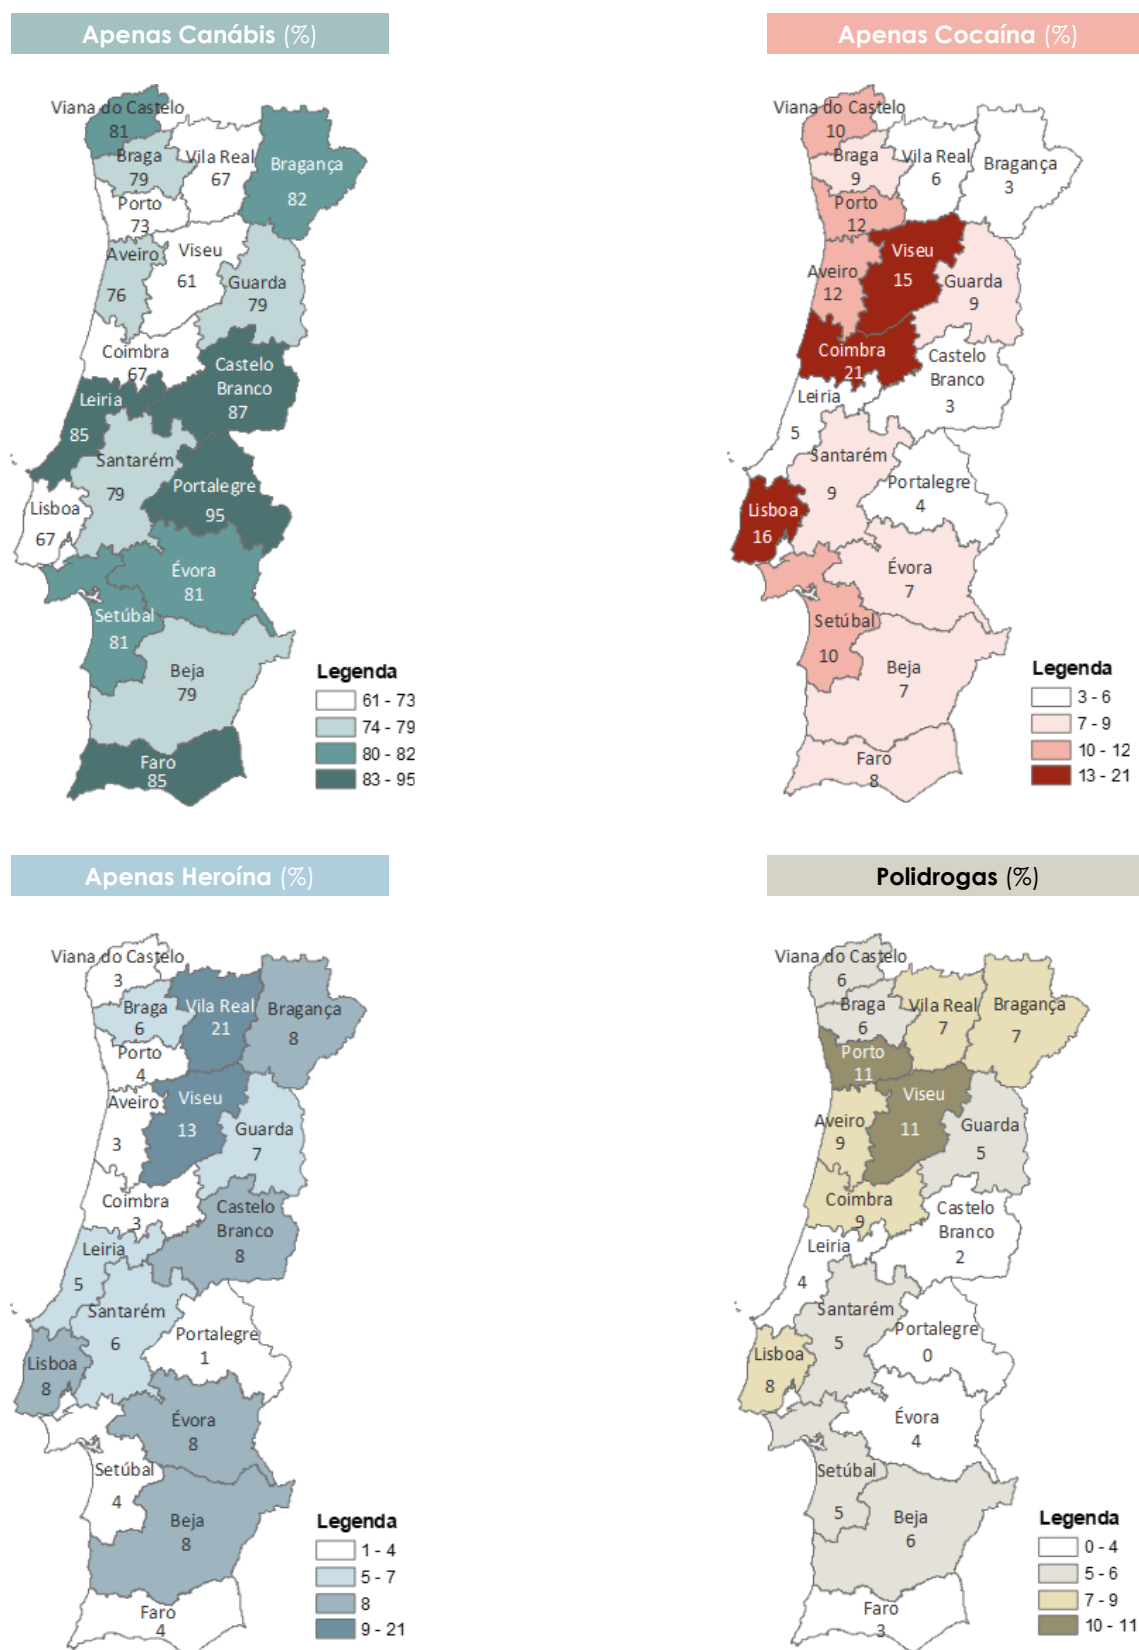 Apenas Canábis (%)
Viana do Castelo
81
Braga
79
Vila Real
67
Bragança
82
Porto
73
Aveiro
76
Viseu
61
Guarda
79
Coimbra
67
Castelo
Branco
87
Leiria
85
Santarém
79
Portalegre
95
Lisboa
67
Évora
81
Setúbal
81
Beja
79
Faro
85
Legenda
61 - 73
74 - 79
80 - 82
83 - 95
Apenas Cocaína (%)
Viana do Castelo
10
Braga
9
Vila Real
6
Bragança
3
Porto
12
Viseu
15
Aveiro
12
Guarda
9
Coimbra
21
Castelo
Branco
3
Leiria
5
Santarém
9
Portalegre
4
Lisboa
16
Évora
7
Setúbal
10
Beja
7
Faro
8
Legenda
3 - 6
7 - 9
10 - 12
13 - 21
Apenas Heroína (%)
Viana do Castelo
3
Braga
6
Vila Real
21
Bragança
8
Porto
4
Aveiro
3
Viseu
13
Guarda
7
Coimbra
3
Castelo
Branco
8
Leiria
5
Santarém
6
Portalegre
1
Lisboa
8
Évora
8
Setúbal
4
Beja
8
Faro
4
Legenda
1 - 4
5 - 7
8
9 - 21
Polidrogas (%)
Viana do Castelo
6
Braga
6
Vila Real
7
Bragança
7
Porto
11
Viseu
11
Aveiro
9
Guarda
5
Coimbra
9
Castelo
Branco
2
Leiria
4
Santarém
5
Portalegre
0
Lisboa
8
Évora
4
Setúbal
5
Beja
6
Faro
3
Legenda
0 - 4
5 - 6
7 - 9
10 - 11